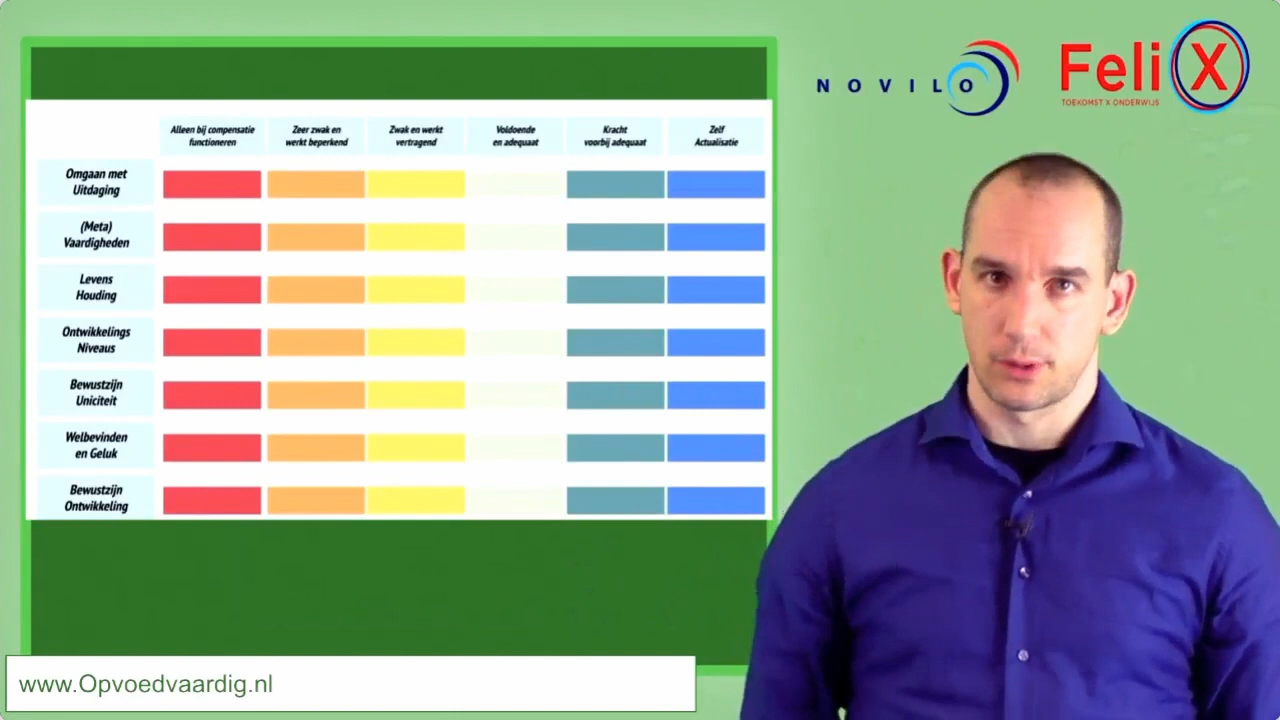 NOVILO
FeliX
TOEKOMST X ONDERWIJS
Alleen bij compensatie
functioneren
Zeer zwak en
werkt beperkend
Zwak en werkt
vertragend
Voldoende
en adequaat
Kracht
voorbij adequaat
Zelf
Actualisatie
Omgaan met
Uitdaging
(Meta)
Vaardigheden
Levens
Houding
Ontwikkelings
Niveaus
Bewustzijn
Uniciteit
Welbevinden
en Geluk
Bewustzijn
Ontwikkeling
www.Opvoedvaardig.nl